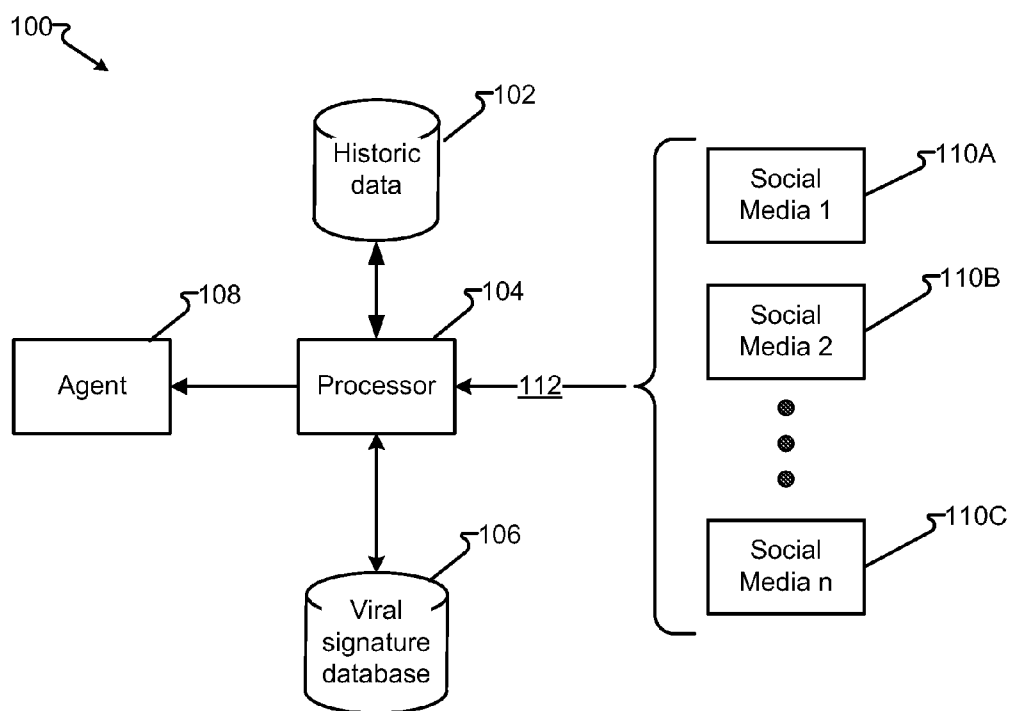 100
102
Historic
data
110A
Social
Media 1
108
104
110B
Social
Media 2
Agent
Processor
112
106
110C
Social
Media n
Viral
signature
database